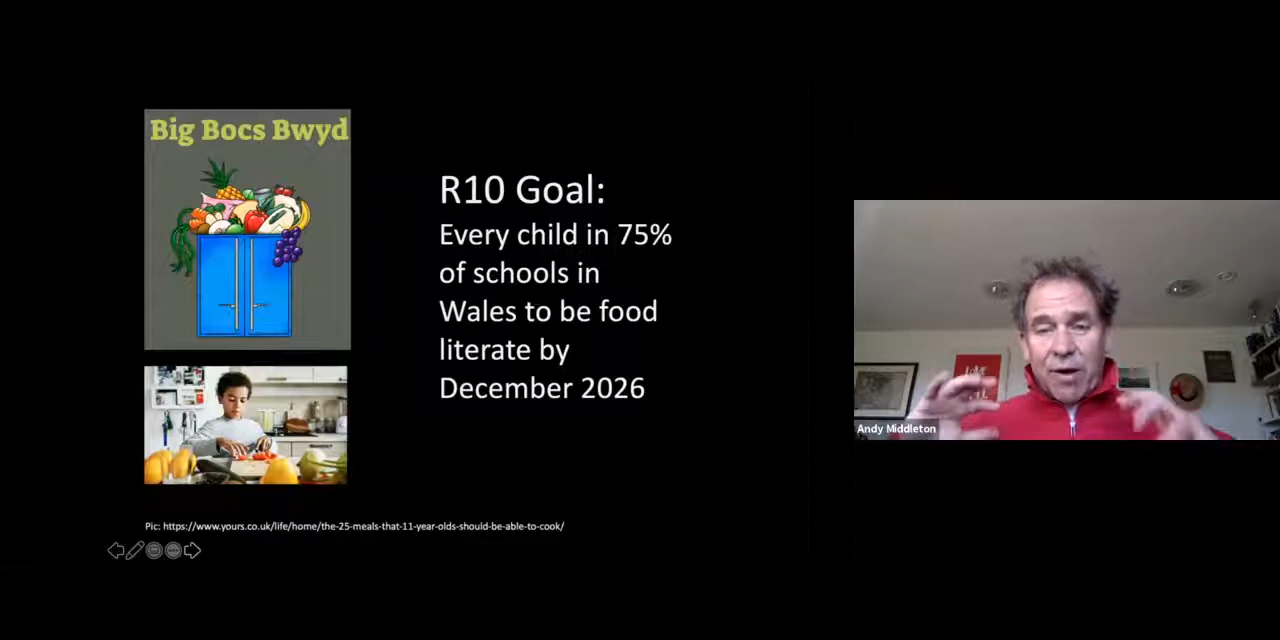 Big Bocs Bwyd
R10 Goal:
Every child in 75%
of schools in
Wales to be food
literate by
December 2026
Pic: https://www.yours.co.uk/life/home/the-25-meals-that-11-year-olds-should-be-able-to-cook/
Andy Middleton